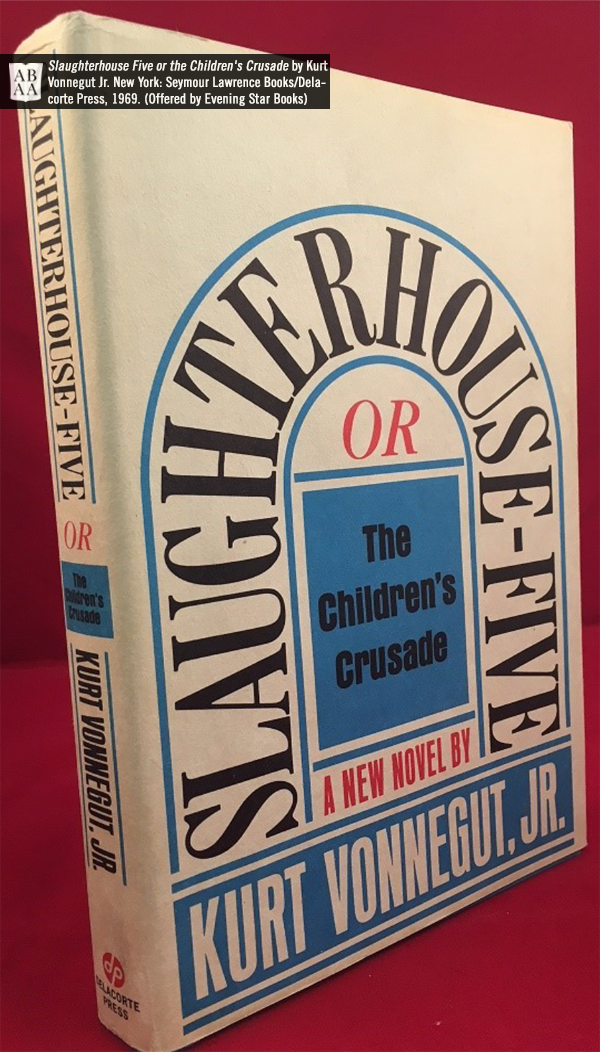 AB
AA
Slaughterhouse Five or the Children's Crusade by Kurt
Vonnegut Jr. New York: Seymour Lawrence Books/Dela-
corte Press, 1969. (Offered by Evening Star Books)
SLAUGHTERHOUSE-FIVE
OR
The
Children's
Crusade
KURT VONNEGUT, JR.
dp
DELACORTE
PRESS
SLAUGHTERHOUSE-FIVE
OR
The
Children's
Crusade
A NEW NOVEL BY
KURT VONNEGUT, JR.